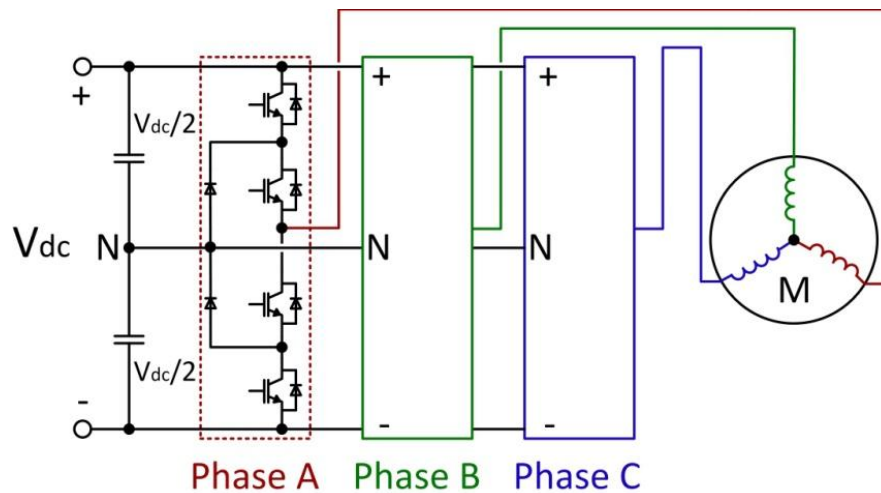 +
+
+
Vdc/2
Vdc
N
N
N
M
Vdc/2
-
-
-
Phase A
Phase B
Phase C